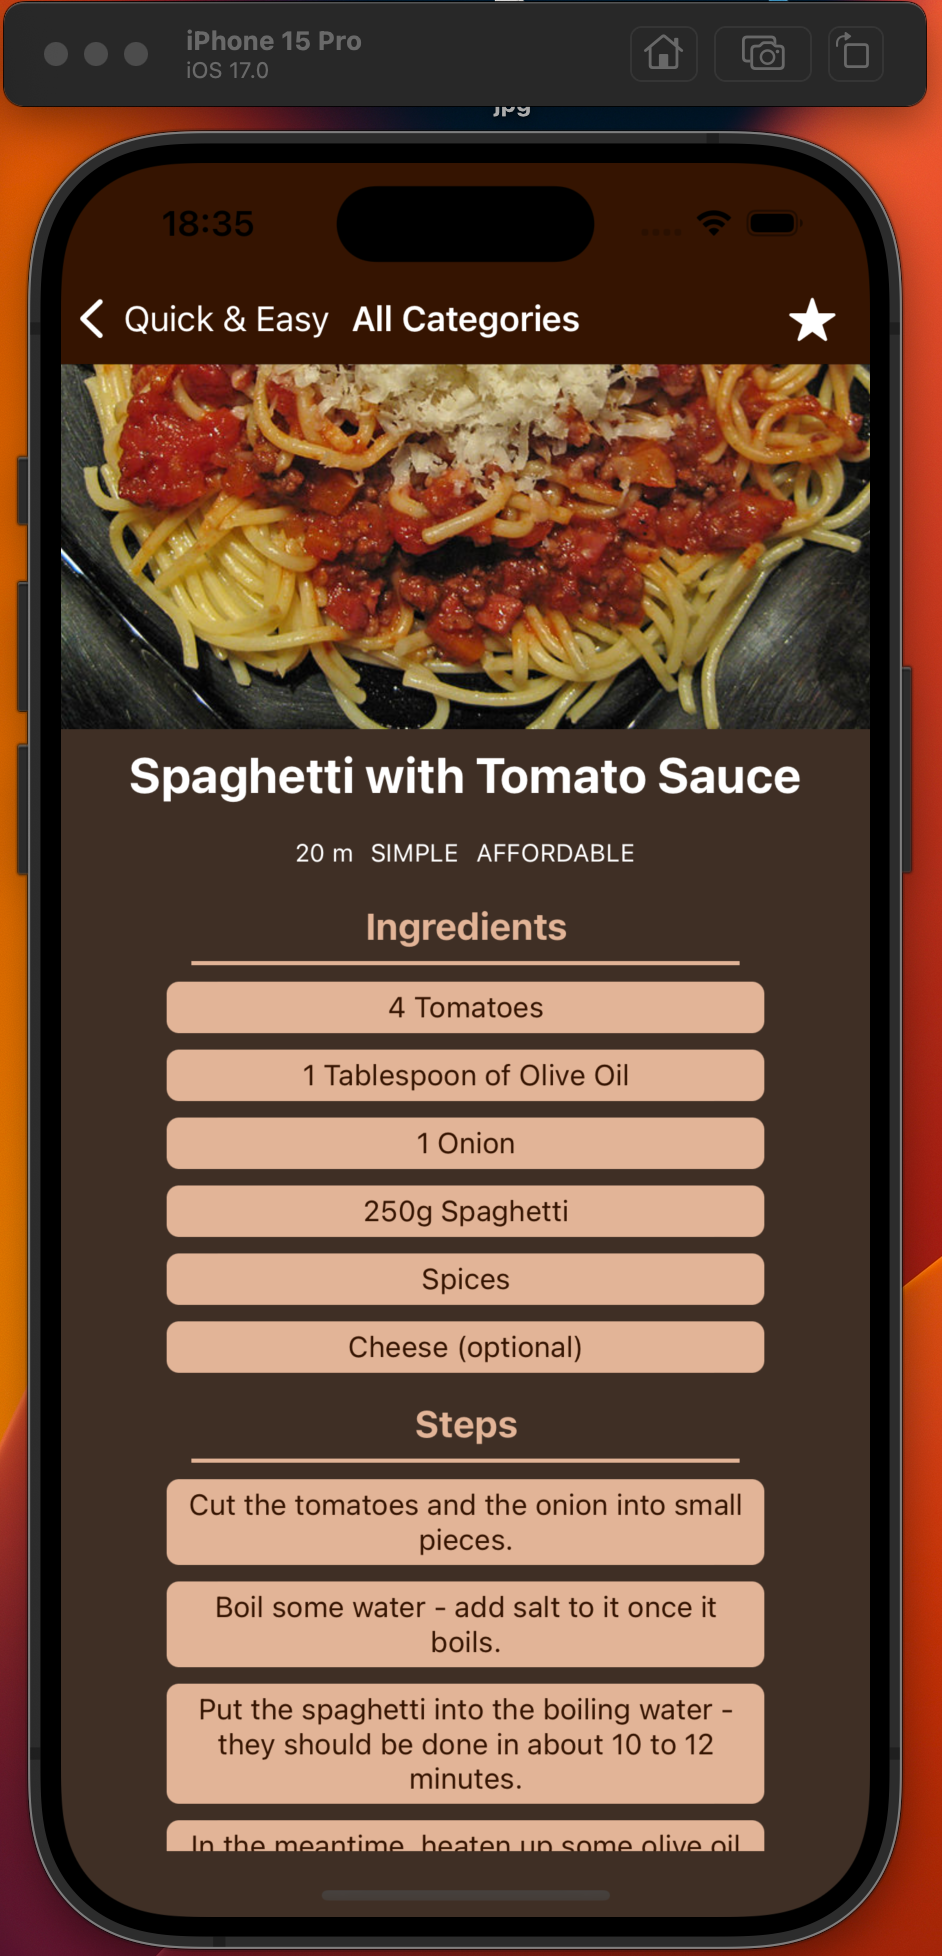 iPhone 15 Pro
iOS 17.0
jpg
18:35
Quick & Easy All Categories
Spaghetti with Tomato Sauce
20 m SIMPLE AFFORDABLE
Ingredients
4 Tomatoes
1 Tablespoon of Olive Oil
1 Onion
250g Spaghetti
Spices
Cheese (optional)
Steps
Cut the tomatoes and the onion into small
pieces.
Boil some water - add salt to it once it
boils.
Put the spaghetti into the boiling water -
they should be done in about 10 to 12
minutes.
In the meantime, heaten up some olive oil